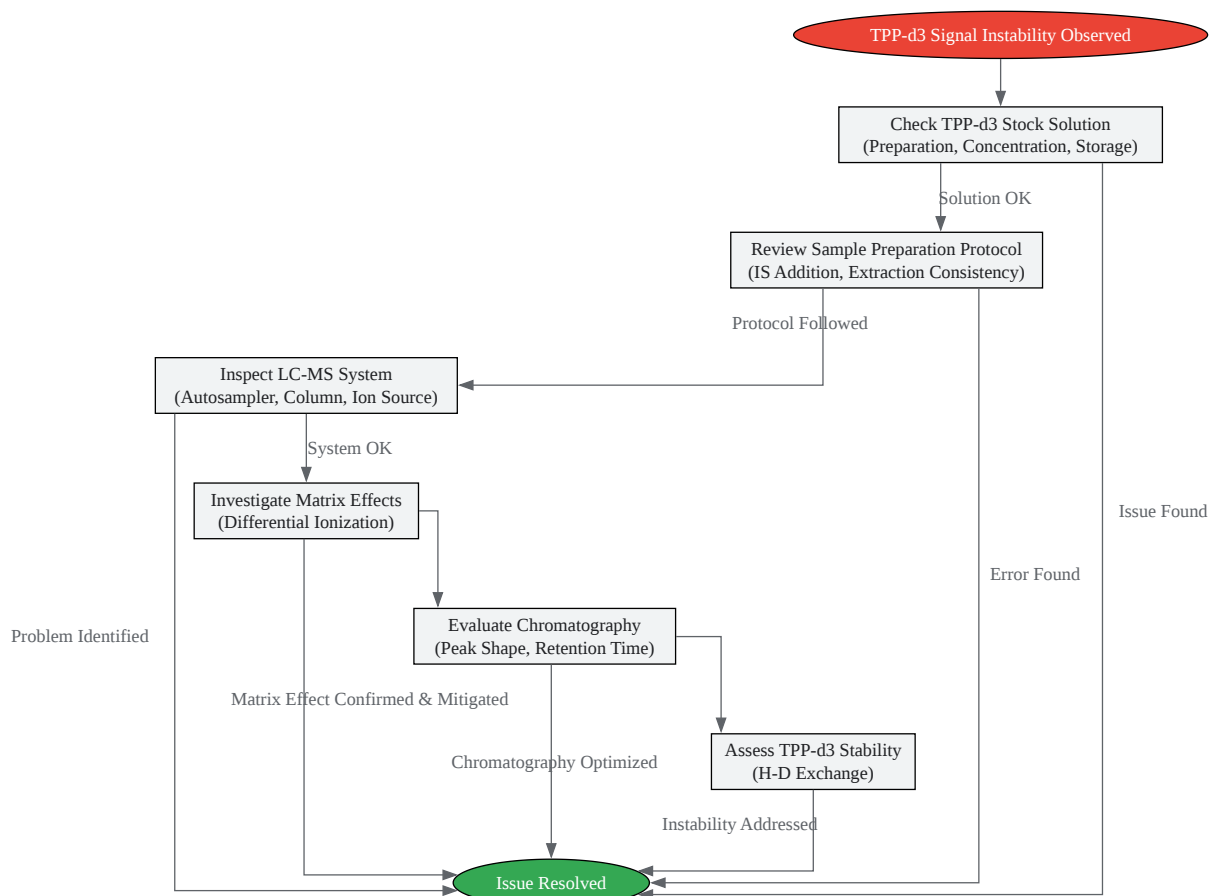 TPP-d3 Signal Instability Observed
Check TPP-d3 Stock Solution
(Preparation, Concentration, Storage)
Solution OK
Review Sample Preparation Protocol
(IS Addition, Extraction Consistency)
Protocol Followed
Inspect LC-MS System
(Autosampler, Column, Ion Source)
System OK
Investigate Matrix Effects
(Differential Ionization)
Issue Found
Error Found
Evaluate Chromatography
(Peak Shape, Retention Time)
Problem Identified
Matrix Effect Confirmed & Mitigated
Assess TPP-d3 Stability
(H-D Exchange)
Chromatography Optimized
Instability Addressed
Issue Resolved